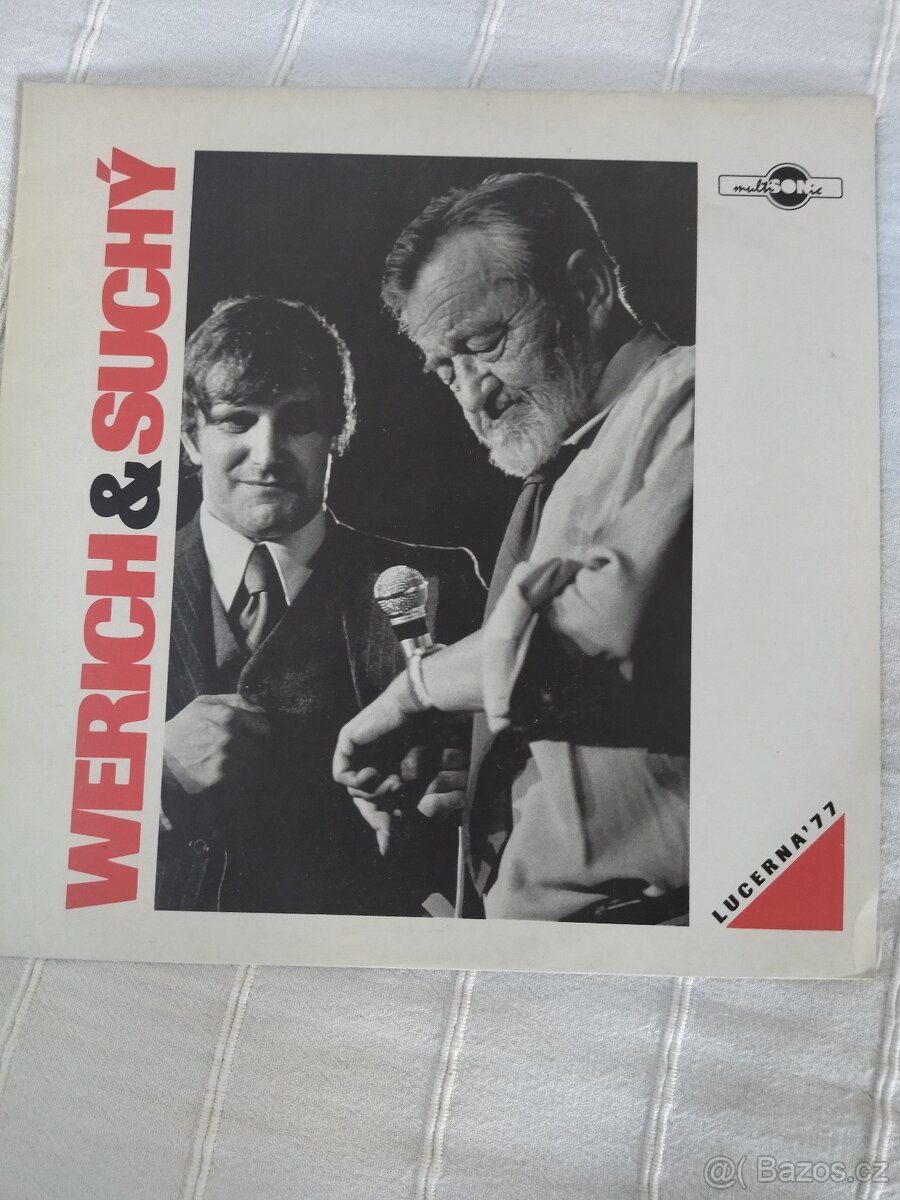 WERICH & SUCHÝ
multiSONic
LUCERNA'77
@( Bazos.cz